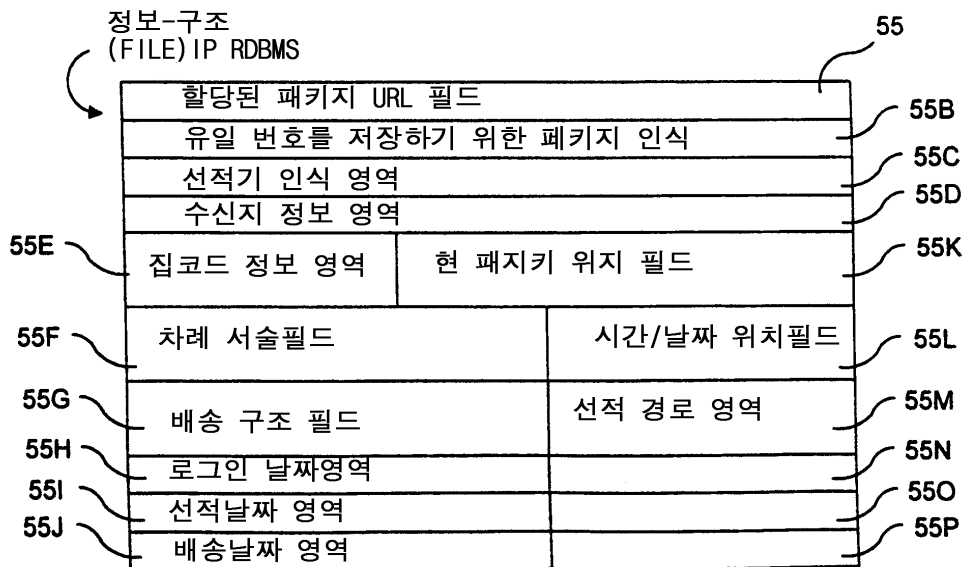 정보-구조
(FILE)IP RDBMS
55
할당된 패키지 URL 필드
유일 번호를 저장하기 위한 페키지 인식
55B
선적기 인식 영역
55C
수신지 정보 영역
55D
55E
집코드 정보 영역
현 패지키 위지 필드
55K
55F
차례 서술필드
시간/날짜 위치필드
55L
55G
배송 구조 필드
선적 경로 영역
55M
55H
로그인 날짜영역
55N
55I
선적날짜 영역
55O
55J
배송날짜 영역
55P